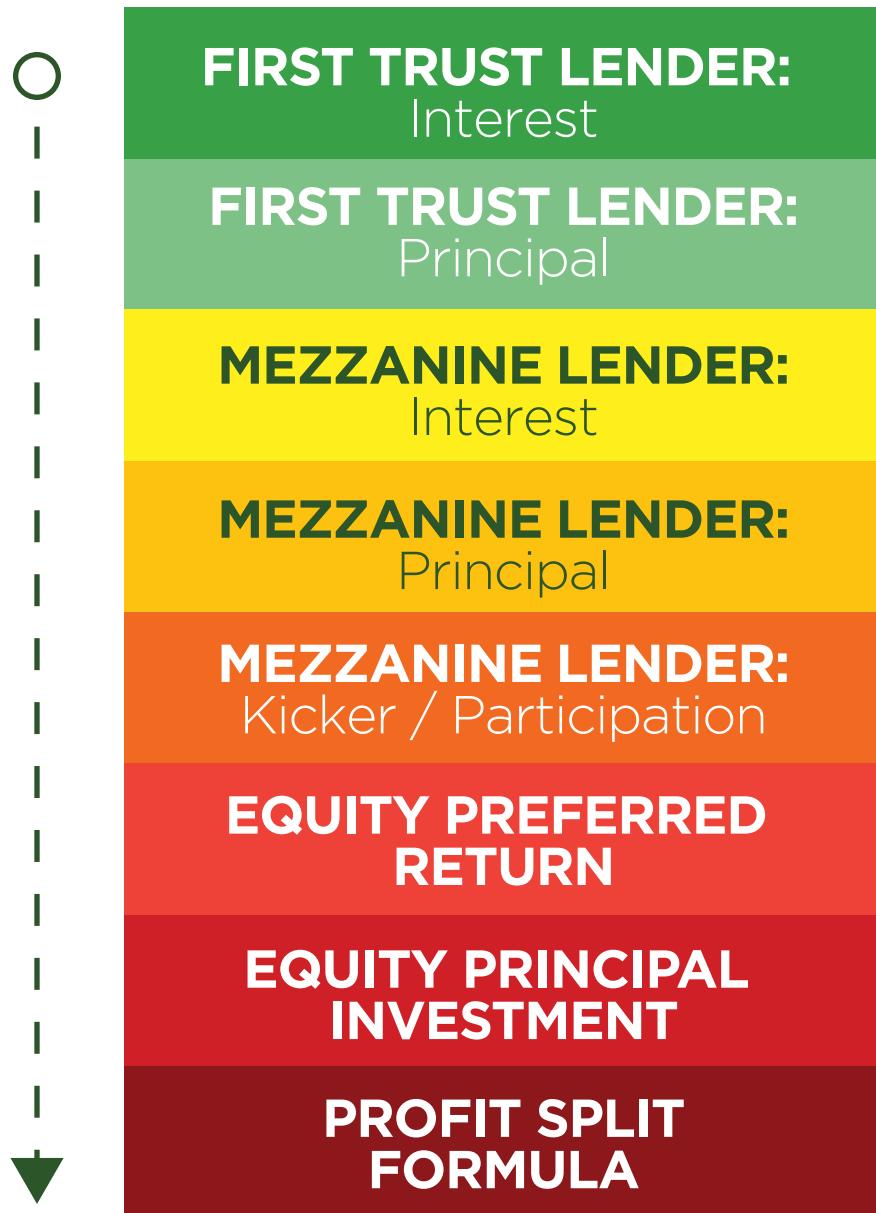 FIRST TRUST LENDER:
Interest
FIRST TRUST LENDER:
Principal
MEZZANINE LENDER:
Interest
MEZZANINE LENDER:
Principal
MEZZANINE LENDER:
Kicker / Participation
EQUITY PREFERRED
RETURN
EQUITY PRINCIPAL
INVESTMENT
PROFIT SPLIT
FORMULA